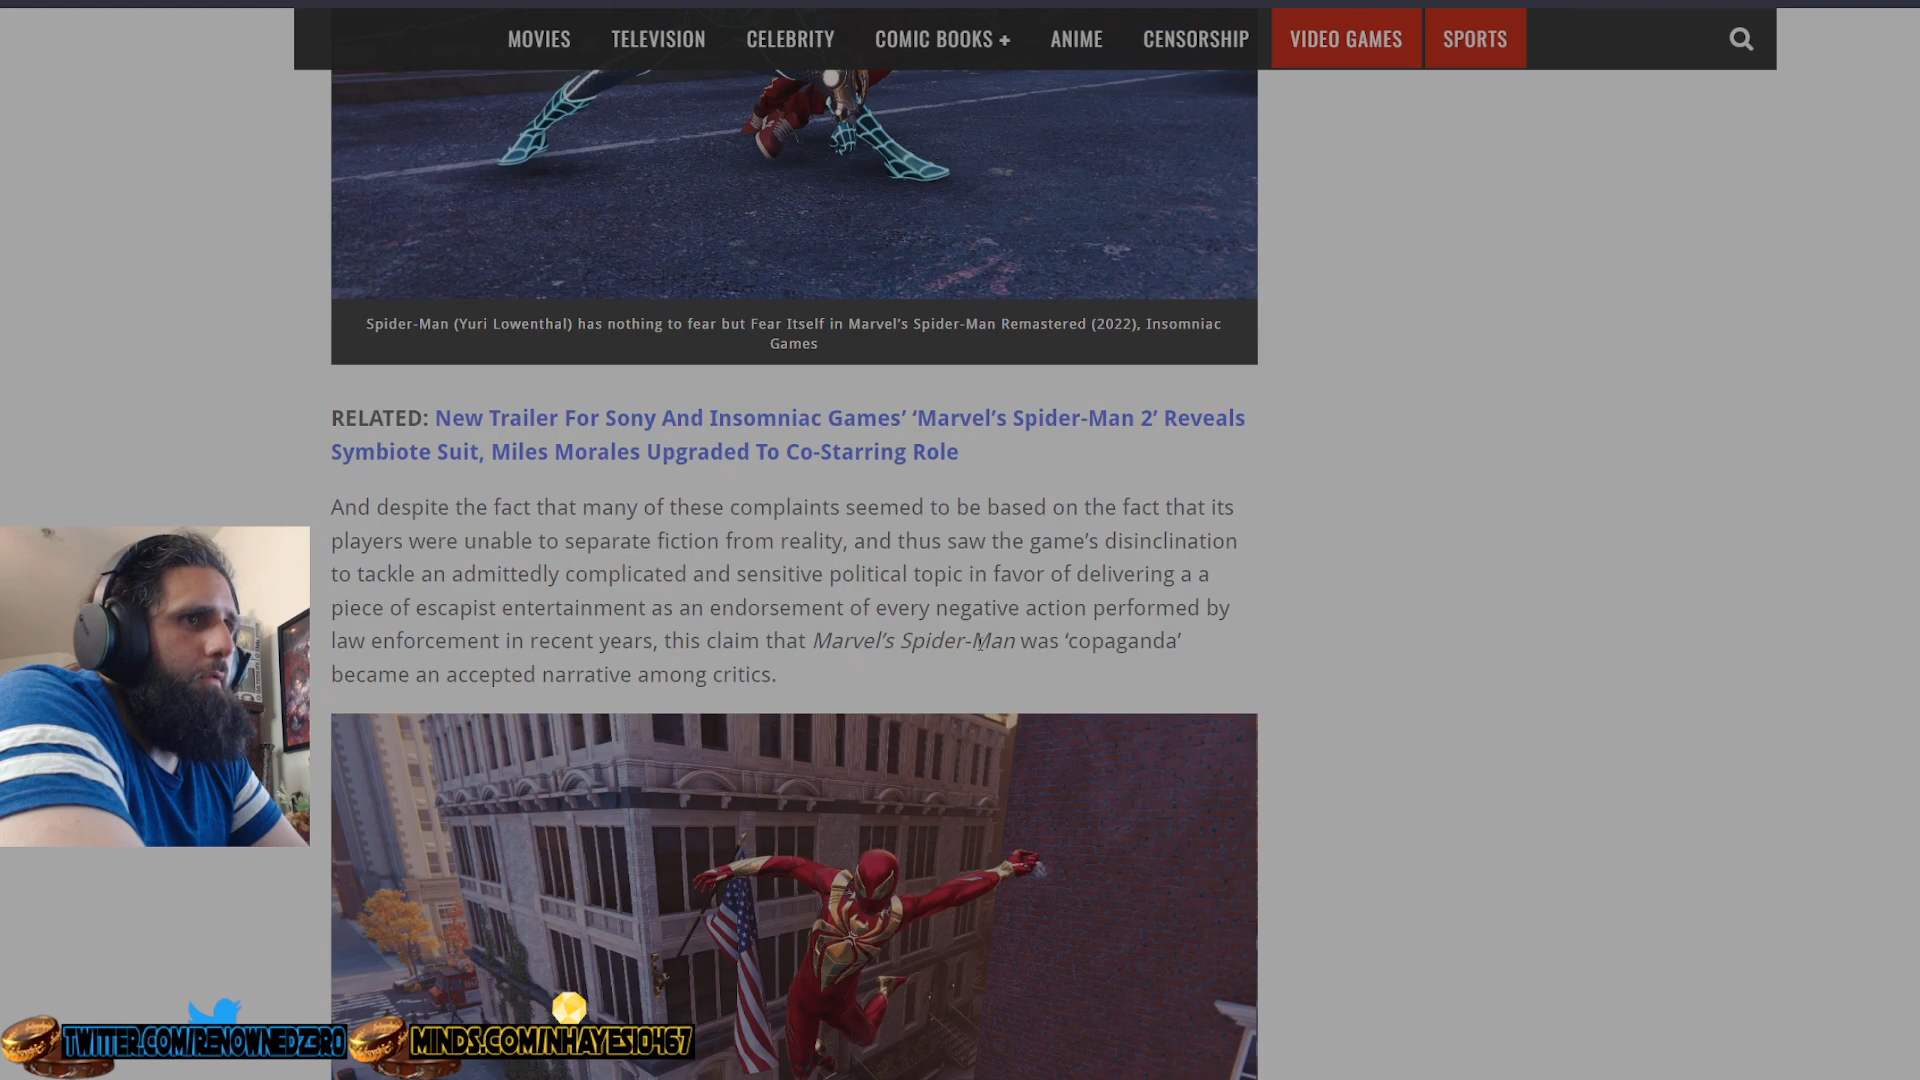 MOVIES TELEVISION CELEBRITY COMIC BOOKS + ANIME CENSORSHIP VIDEO GAMES SPORTS
Spider-Man (Yuri Lowenthal) has nothing to fear but Fear Itself in Marvel’s Spider-Man Remastered (2022), Insomniac
Games
RELATED: New Trailer For Sony And Insomniac Games’ ‘Marvel’s Spider-Man 2’ Reveals
Symbiote Suit, Miles Morales Upgraded To Co-Starring Role
And despite the fact that many of these complaints seemed to be based on the fact that its
players were unable to separate fiction from reality, and thus saw the game’s disinclination
to tackle an admittedly complicated and sensitive political topic in favor of delivering a a
piece of escapist entertainment as an endorsement of every negative action performed by
law enforcement in recent years, this claim that Marvel’s Spider-Man was ‘copaganda’
became an accepted narrative among critics.
TWITTER.COM/RENOWNEDZ3R0
MINDS.COM/NHAYES10467